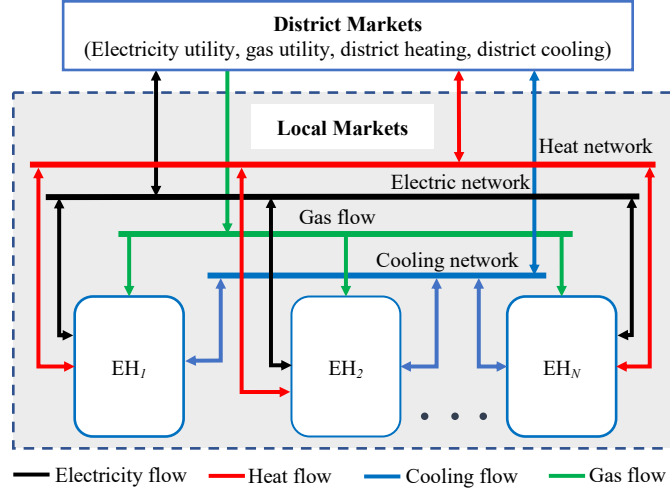 District Markets
(Electricity utility, gas utility, district heating, district cooling)
Local Markets
Heat network
Electric network
Gas flow
Cooling network
EH1
EH2
EHN
Electricity flow
Heat flow
Cooling flow
Gas flow